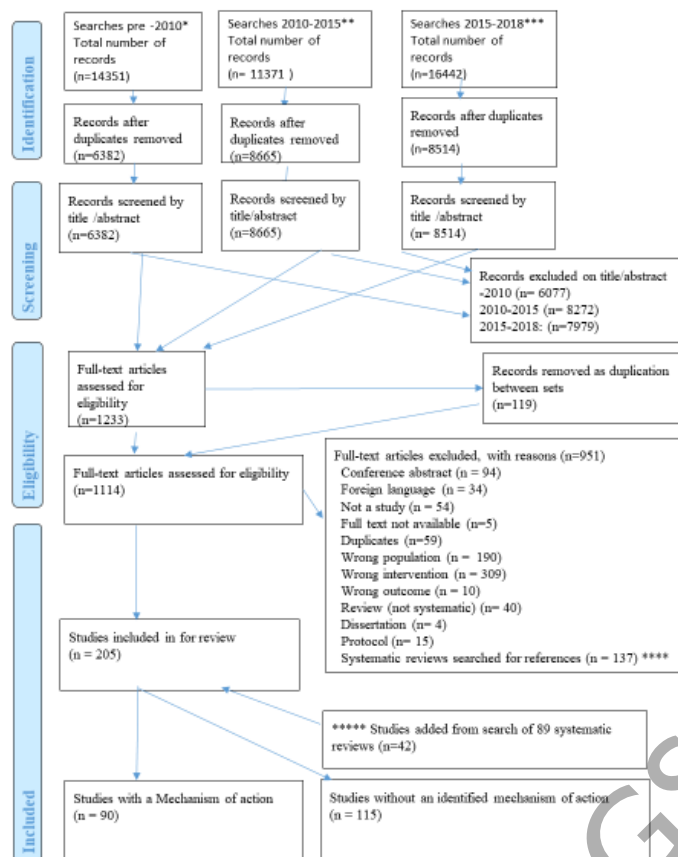 Identification
Searches pre -2010*
Total number of
records
(n=14351)
Searches 2010-2015**
Total number of
records
(n= 11371 )
Searches 2015-2018***
Total number of
records
(n=16442)
Records after
duplicates removed
(n=6382)
Records after
duplicates removed
(n=8665)
Records after duplicates
removed
(n=8514)
Screening
Records screened by
title /abstract
(n=6382)
Records screened by
title/abstract
(n=8665)
Records screened by
title /abstract
(n= 8514)
Records excluded on title/abstract
-2010 (n= 6077)
2010-2015 (n= 8272)
2015-2018: (n=7979)
Eligibility
Full-text articles
assessed for
eligibility
(n=1233)
Records removed as duplication
between sets
(n=119)
Full-text articles assessed for eligibility
(n=1114)
Full-text articles excluded, with reasons (n=951)
Conference abstract (n = 94)
Foreign language (n = 34)
Not a study (n = 54)
Full text not available (n=5)
Duplicates (n=59)
Wrong population (n = 190)
Wrong intervention (n = 309)
Wrong outcome (n = 10)
Review (not systematic) (n= 40)
Dissertation (n= 4)
Protocol (n= 15)
Systematic reviews searched for references (n = 137) ****
Included
Studies included in for review
(n = 205)
***** Studies added from search of 89 systematic
reviews (n=42)
Studies with a Mechanism of action
(n = 90)
Studies without an identified mechanism of action
(n = 115)